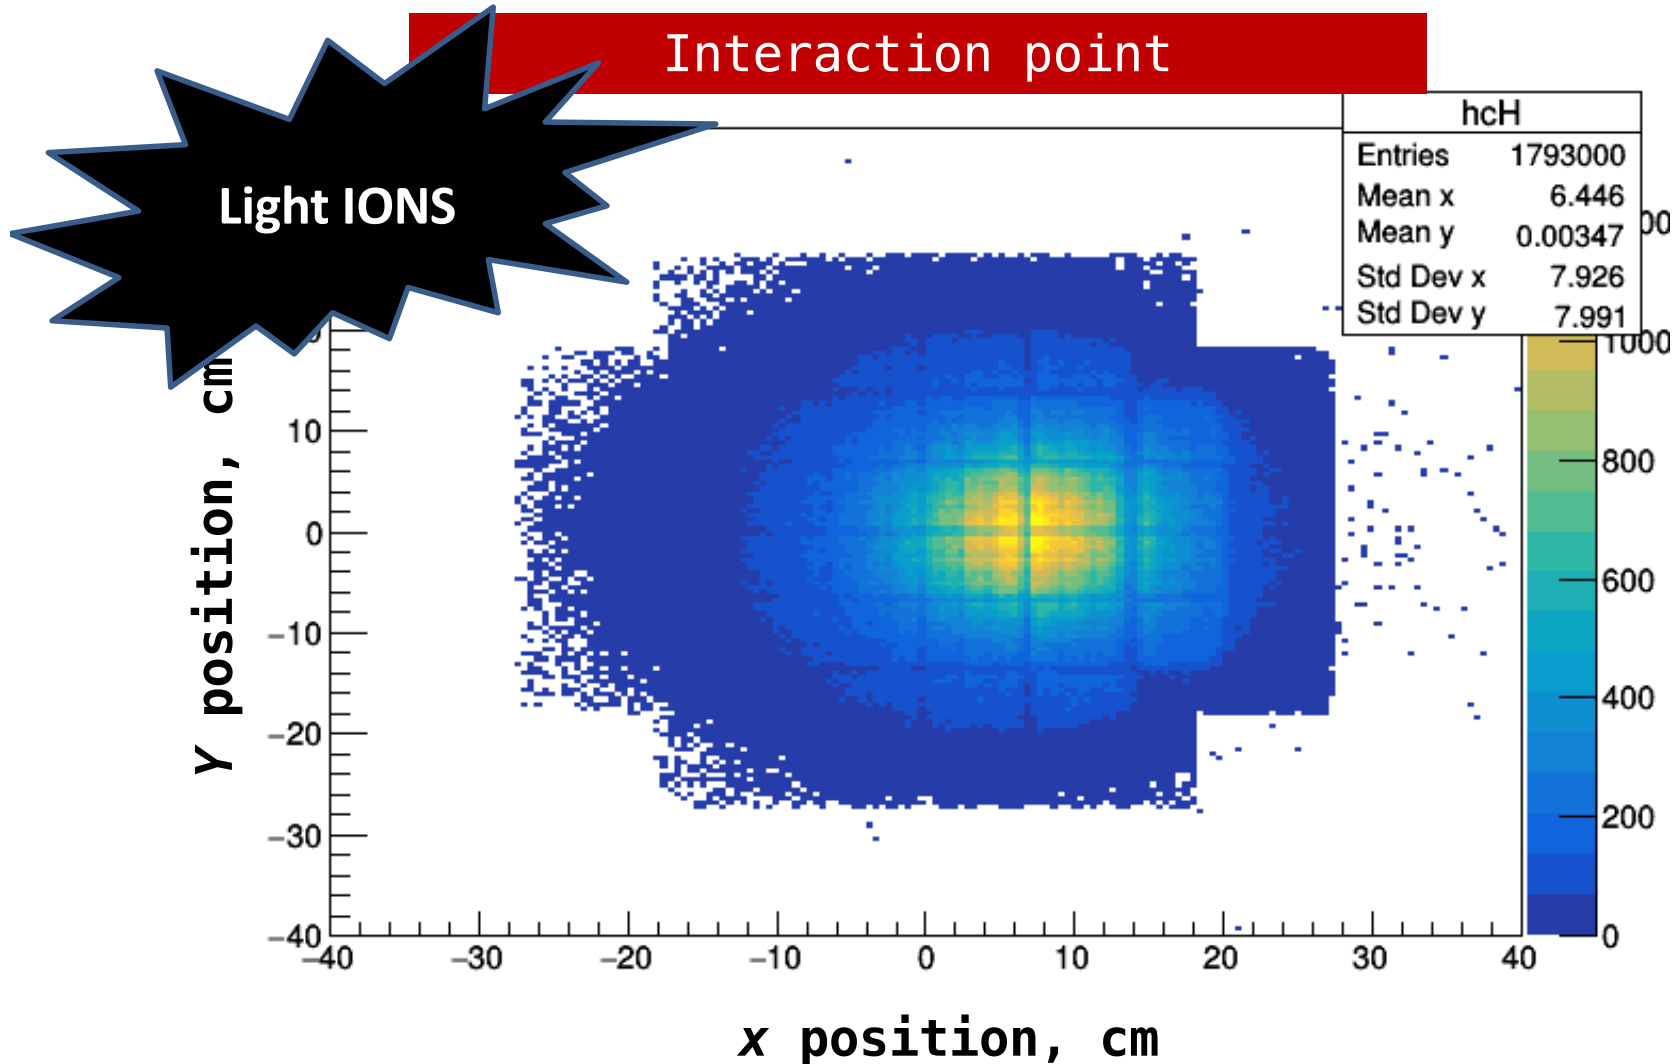 Interaction point
Light IONS
hcH
Entries 1793000
Mean x 6.446
Mean y 0.00347
Std Dev x 7.926
Std Dev y 7.991
Y position, cm
10
0
−10
−20
−30
−40
−40 −30 −20 −10 0 10 20 30 40
1000
800
600
400
200
0
x position, cm